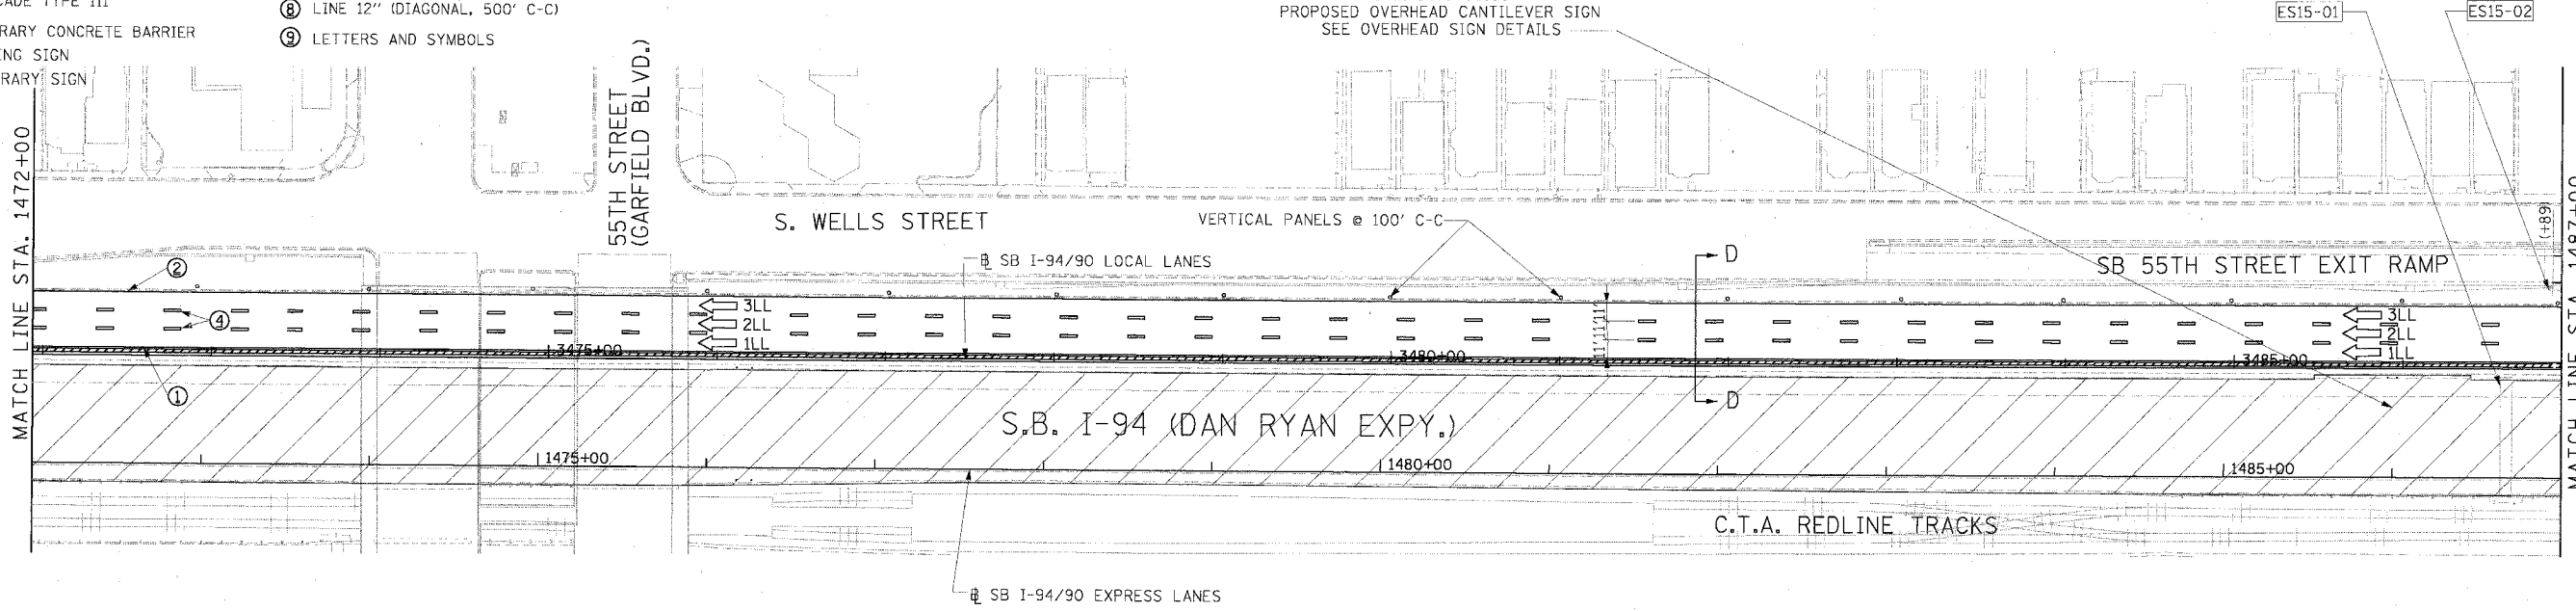 CADE TYPE III
RARY CONCRETE BARRIER
ING SIGN
RARY SIGN
⑧ LINE 12" (DIAGONAL, 500' C-C)
⑨ LETTERS AND SYMBOLS
PROPOSED OVERHEAD CANTILEVER SIGN
SEE OVERHEAD SIGN DETAILS
ES15-01
ES15-02
55TH STREET
(GARFIELD BLVD.)
MATCH LINE STA. 1472+00
S. WELLS STREET
VERTICAL PANELS @ 100' C-C
℄ SB I-94/90 LOCAL LANES
D
(+89)
SB 55TH STREET EXIT RAMP
MATCH LINE STA. 1487+00
②
④
①
3LL
2LL
1LL
11' 11' 11'
3LL
2LL
1LL
3475+00
3480+00
3485+00
D
S.B. I-94 (DAN RYAN EXPY.)
1475+00
1480+00
1485+00
C.T.A. REDLINE TRACKS
℄ SB I-94/90 EXPRESS LANES